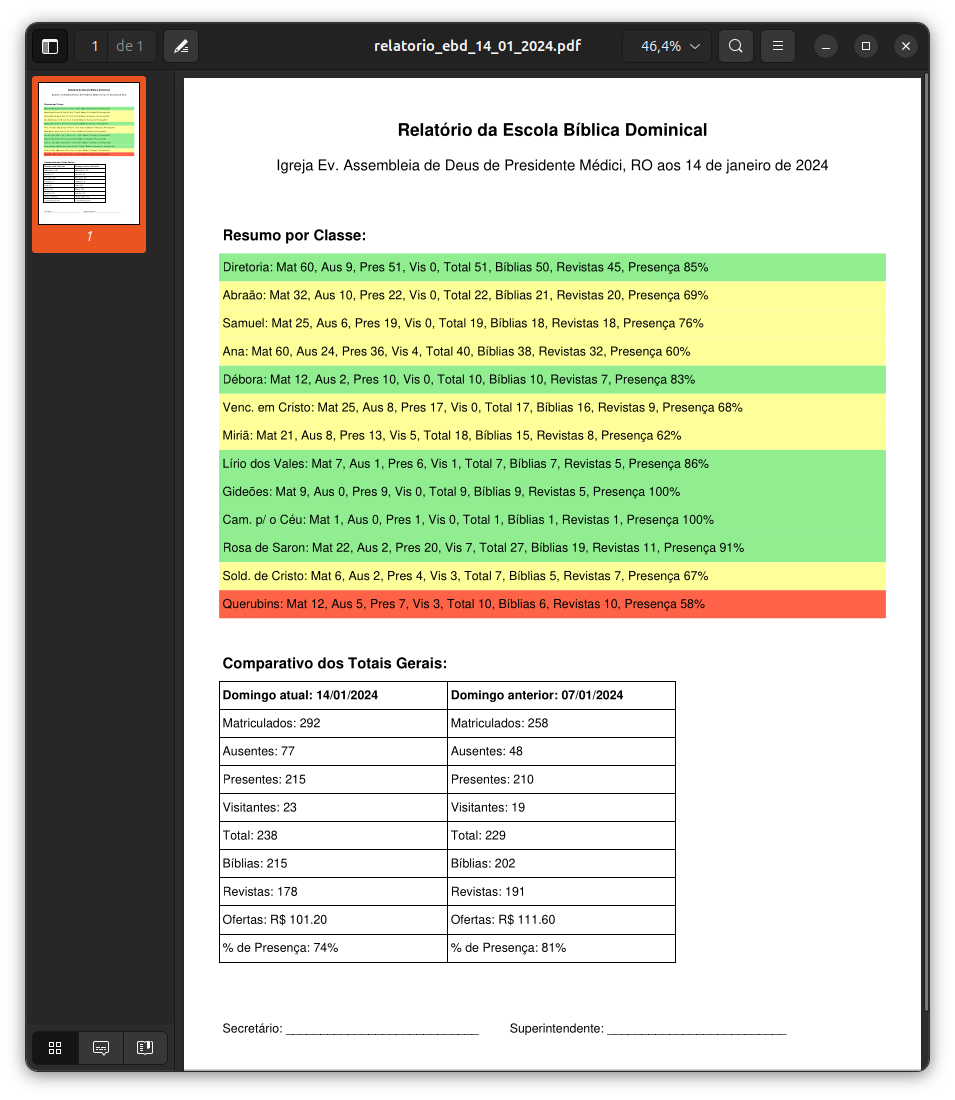 1 de 1
relatorio_ebd_14_01_2024.pdf
46,4%
1
Relatório da Escola Bíblica Dominical
Igreja Ev. Assembleia de Deus de Presidente Médici, RO aos 14 de janeiro de 2024
Resumo por Classe:
Diretoria: Mat 60, Aus 9, Pres 51, Vis 0, Total 51, Bíblias 50, Revistas 45, Presença 85%
Abraão: Mat 32, Aus 10, Pres 22, Vis 0, Total 22, Bíblias 21, Revistas 20, Presença 69%
Samuel: Mat 25, Aus 6, Pres 19, Vis 0, Total 19, Bíblias 18, Revistas 18, Presença 76%
Ana: Mat 60, Aus 24, Pres 36, Vis 4, Total 40, Bíblias 38, Revistas 32, Presença 60%
Débora: Mat 12, Aus 2, Pres 10, Vis 0, Total 10, Bíblias 10, Revistas 7, Presença 83%
Venc. em Cristo: Mat 25, Aus 8, Pres 17, Vis 0, Total 17, Bíblias 16, Revistas 9, Presença 68%
Miriã: Mat 21, Aus 8, Pres 13, Vis 5, Total 18, Bíblias 15, Revistas 8, Presença 62%
Lírio dos Vales: Mat 7, Aus 1, Pres 6, Vis 1, Total 7, Bíblias 7, Revistas 5, Presença 86%
Gideões: Mat 9, Aus 0, Pres 9, Vis 0, Total 9, Bíblias 9, Revistas 5, Presença 100%
Cam. p/ o Céu: Mat 1, Aus 0, Pres 1, Vis 0, Total 1, Bíblias 1, Revistas 1, Presença 100%
Rosa de Saron: Mat 22, Aus 2, Pres 20, Vis 7, Total 27, Bíblias 19, Revistas 11, Presença 91%
Sold. de Cristo: Mat 6, Aus 2, Pres 4, Vis 3, Total 7, Bíblias 5, Revistas 7, Presença 67%
Querubins: Mat 12, Aus 5, Pres 7, Vis 3, Total 10, Bíblias 6, Revistas 10, Presença 58%
Comparativo dos Totais Gerais:
Domingo atual: 14/01/2024 Domingo anterior: 07/01/2024
Matriculados: 292 Matriculados: 258
Ausentes: 77 Ausentes: 48
Presentes: 215 Presentes: 210
Visitantes: 23 Visitantes: 19
Total: 238 Total: 229
Bíblias: 215 Bíblias: 202
Revistas: 178 Revistas: 191
Ofertas: R$ 101.20 Ofertas: R$ 111.60
% de Presença: 74% % de Presença: 81%
Secretário: ____________________________ Superintendente: __________________________